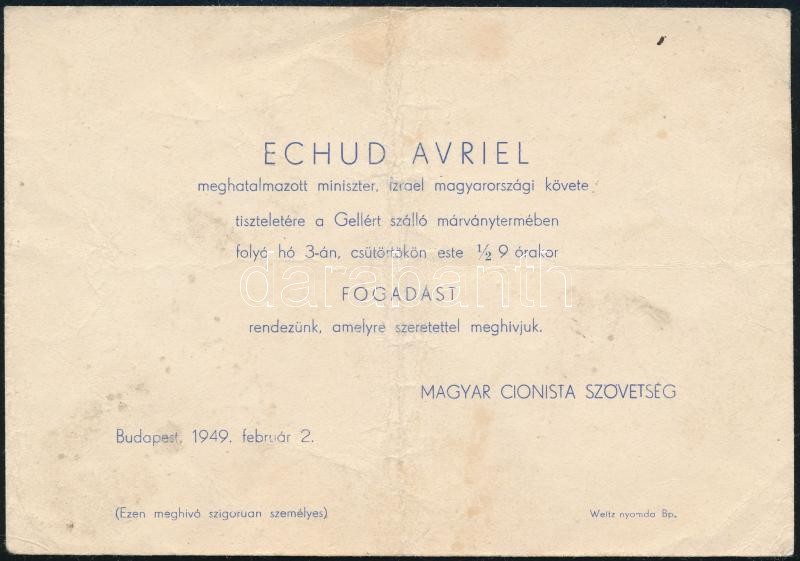 ECHUD AVRIEL
meghatalmazott miniszter, Izrael magyarországi követe
tiszteletére a Gellért szálló márványtermében
folyó hó 3-án, csütörtökön este ½ 9 órakor
darabanth
FOGADÁST
rendezünk, amelyre szeretettel meghivjuk.
MAGYAR CIONISTA SZÖVETSÉG
Budapest, 1949. február 2.
(Ezen meghivó szigoruan személyes)
Weitz nyomda Bp.